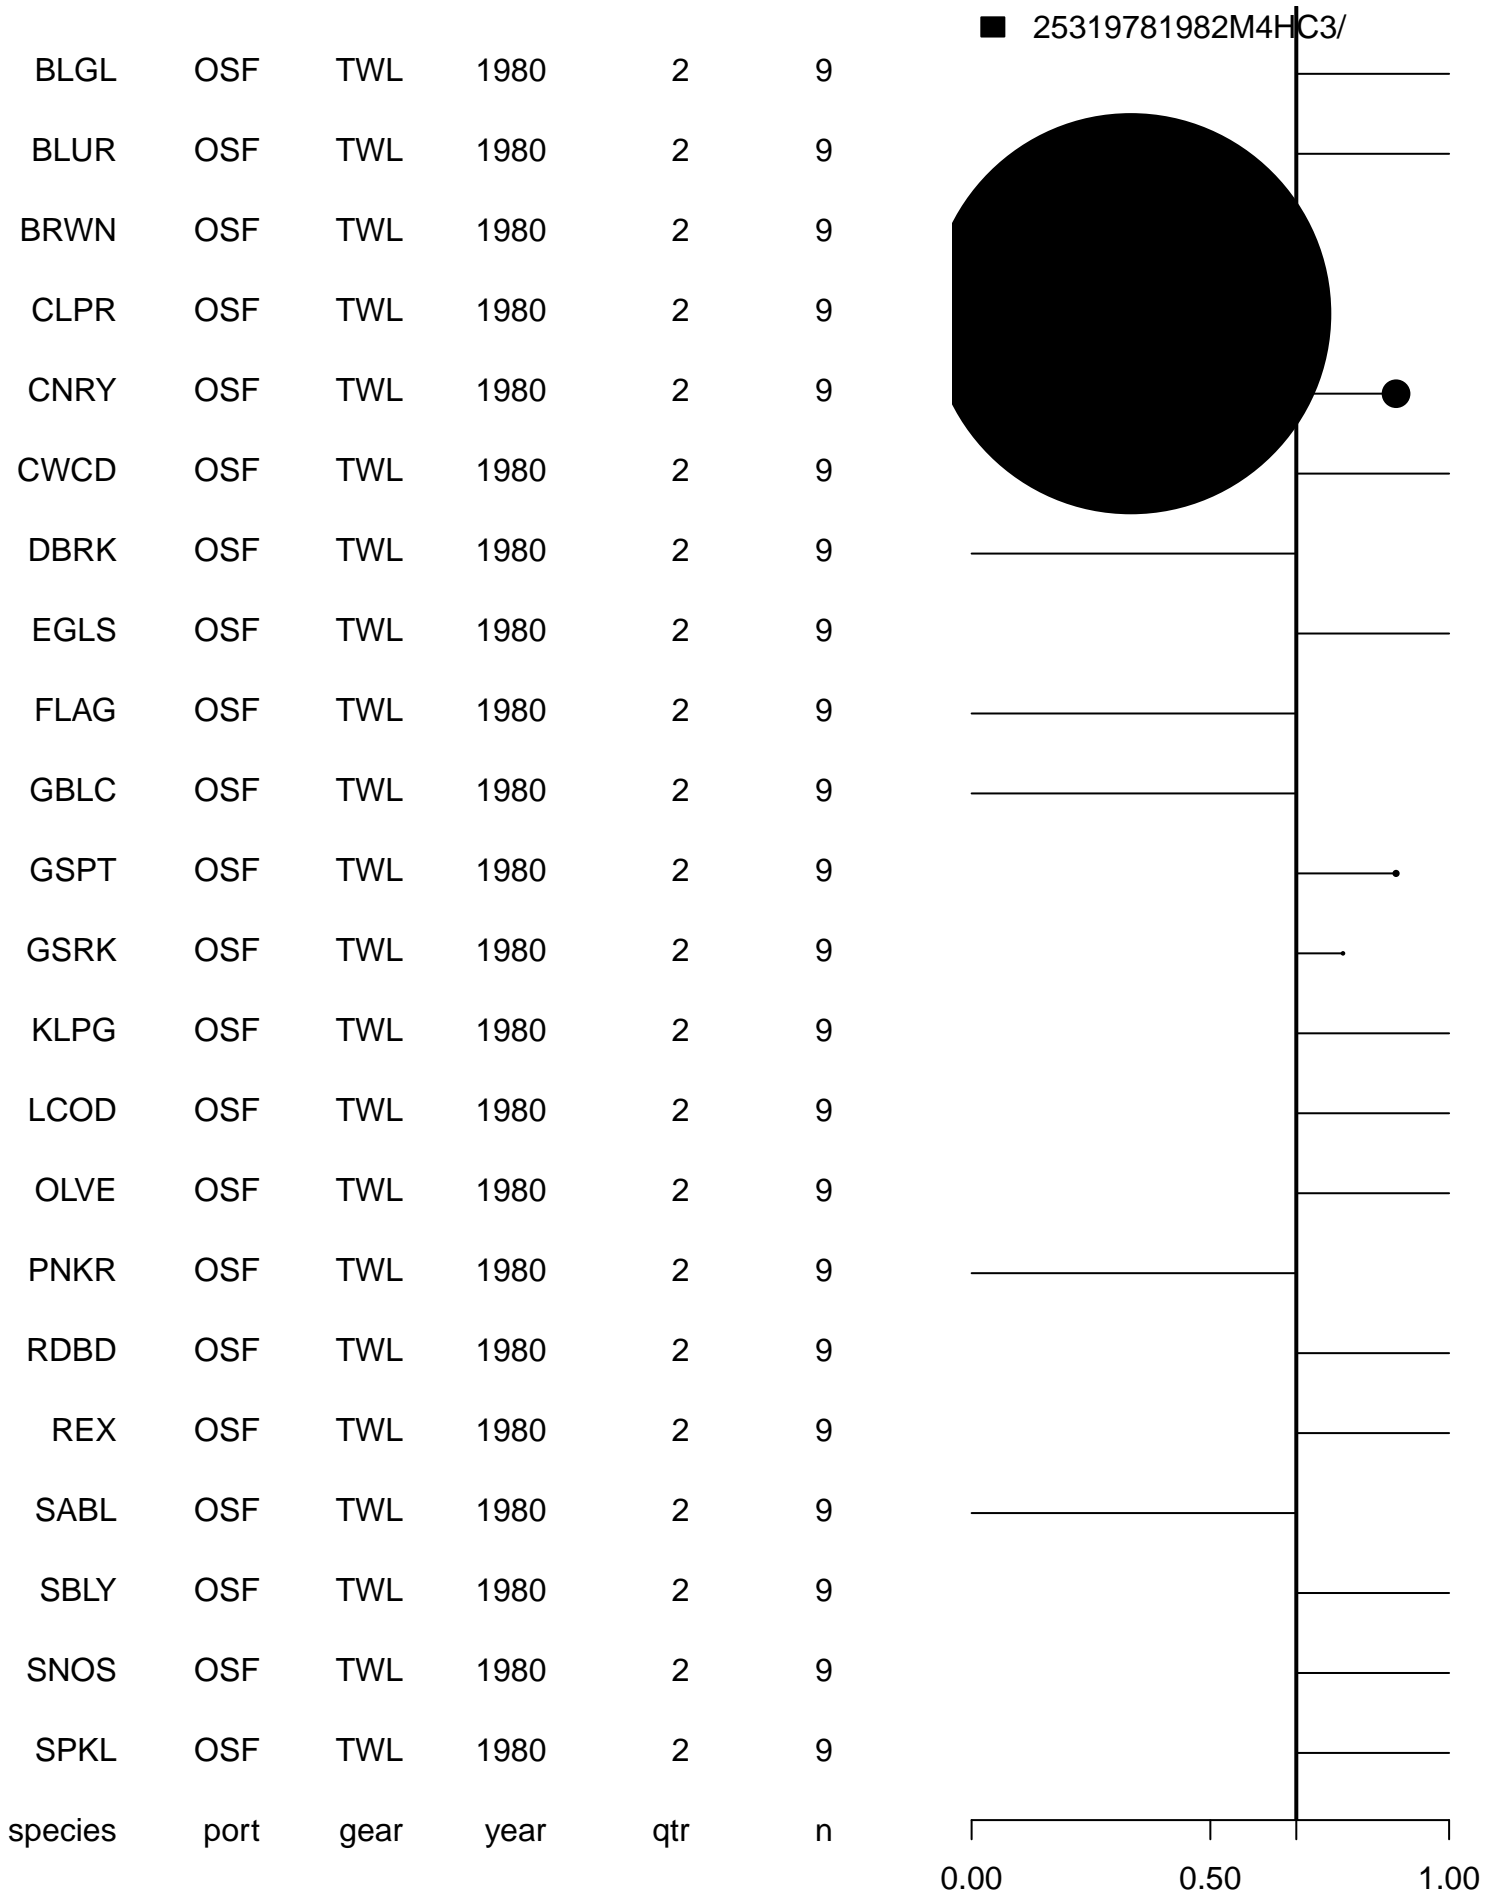 25319781982M4HC3/
BLGL OSF TWL 1980 2 9
BLUR OSF TWL 1980 2 9
BRWN OSF TWL 1980 2 9
CLPR OSF TWL 1980 2 9
CNRY OSF TWL 1980 2 9
CWCD OSF TWL 1980 2 9
DBRK OSF TWL 1980 2 9
EGLS OSF TWL 1980 2 9
FLAG OSF TWL 1980 2 9
GBLC OSF TWL 1980 2 9
GSPT OSF TWL 1980 2 9
GSRK OSF TWL 1980 2 9
KLPG OSF TWL 1980 2 9
LCOD OSF TWL 1980 2 9
OLVE OSF TWL 1980 2 9
PNKR OSF TWL 1980 2 9
RDBD OSF TWL 1980 2 9
REX OSF TWL 1980 2 9
SABL OSF TWL 1980 2 9
SBLY OSF TWL 1980 2 9
SNOS OSF TWL 1980 2 9
SPKL OSF TWL 1980 2 9
species port gear year qtr n
0.00 0.50 1.00